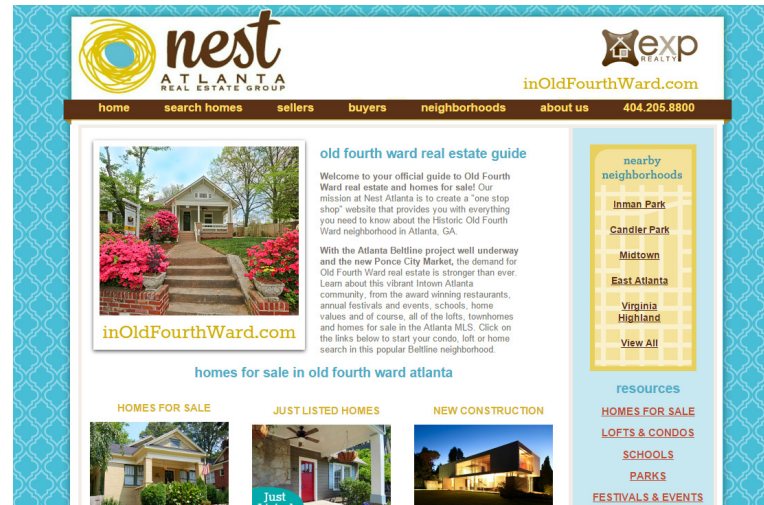 nest
ATLANTA
REAL ESTATE GROUP
exp
REALTY
inOldFourthWard.com
home search homes sellers buyers neighborhoods about us 404.205.8800
inOldFourthWard.com
old fourth ward real estate guide
Welcome to your official guide to Old Fourth
Ward real estate and homes for sale! Our
mission at Nest Atlanta is to create a "one stop
shop" website that provides you with everything
you need to know about the Historic Old Fourth
Ward neighborhood in Atlanta, GA.
With the Atlanta Beltline project well underway
and the new Ponce City Market, the demand for
Old Fourth Ward real estate is stronger than ever.
Learn about this vibrant Intown Atlanta
community, from the award winning restaurants,
annual festivals and events, schools, home
values and of course, all of the lofts, townhomes
and homes for sale in the Atlanta MLS. Click on
the links below to start your condo, loft or home
search in this popular Beltline neighborhood.
homes for sale in old fourth ward atlanta
HOMES FOR SALE
JUST LISTED HOMES
Just
NEW CONSTRUCTION
nearby
neighborhoods
Inman Park
Candler Park
Midtown
East Atlanta
Virginia
Highland
View All
resources
HOMES FOR SALE
LOFTS & CONDOS
SCHOOLS
PARKS
FESTIVALS & EVENTS